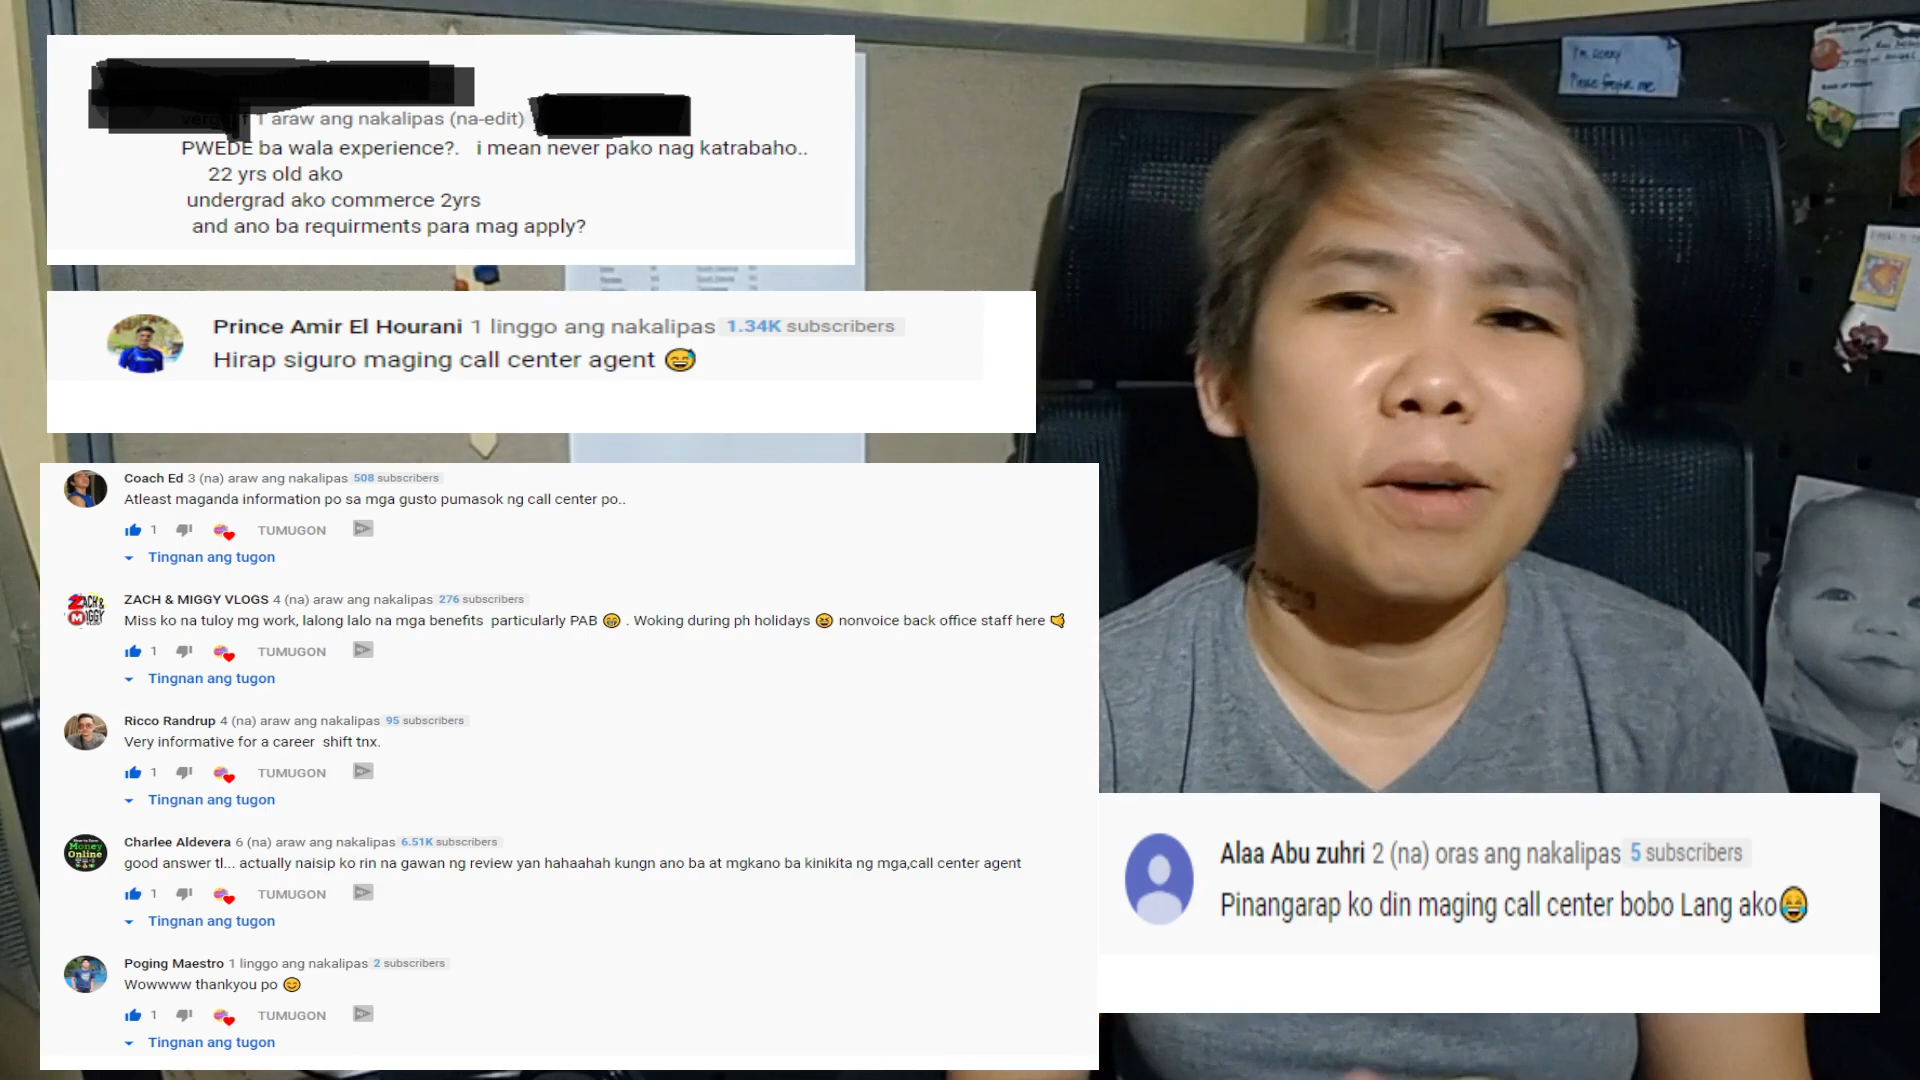 1 araw ang nakalipas (na-edit)
PWEDE ba wala experience?. i mean never pako nag katrabaho..
22 yrs old ako
undergrad ako commerce 2yrs
and ano ba requirments para mag apply?
Prince Amir El Hourani 1 linggo ang nakalipas 1.34K subscribers
Hirap siguro maging call center agent 😅
Coach Ed 3 (na) araw ang nakalipas 508 subscribers
Atleast maganda information po sa mga gusto pumasok ng call center po..
1 TUMUGON
Tingnan ang tugon
ZACH & MIGGY VLOGS 4 (na) araw ang nakalipas 276 subscribers
Miss ko na tuloy mg work, lalong lalo na mga benefits particularly PAB 😁 . Woking during ph holidays 😆 nonvoice back office staff here 🤙
1 TUMUGON
Tingnan ang tugon
Ricco Randrup 4 (na) araw ang nakalipas 95 subscribers
Very informative for a career shift tnx.
1 TUMUGON
Tingnan ang tugon
Charlee Aldevera 6 (na) araw ang nakalipas 6.51K subscribers
good answer tl... actually naisip ko rin na gawan ng review yan hahaahah kungn ano ba at mgkano ba kinikita ng mga,call center agent
1 TUMUGON
Tingnan ang tugon
Poging Maestro 1 linggo ang nakalipas 2 subscribers
Wowwww thankyou po 😊
1 TUMUGON
Tingnan ang tugon
Alaa Abu zuhri 2 (na) oras ang nakalipas 5 subscribers
Pinangarap ko din maging call center bobo Lang ako😂
I'm sorry
Please forgive me
ZACH &
MIGGY
Money
Online